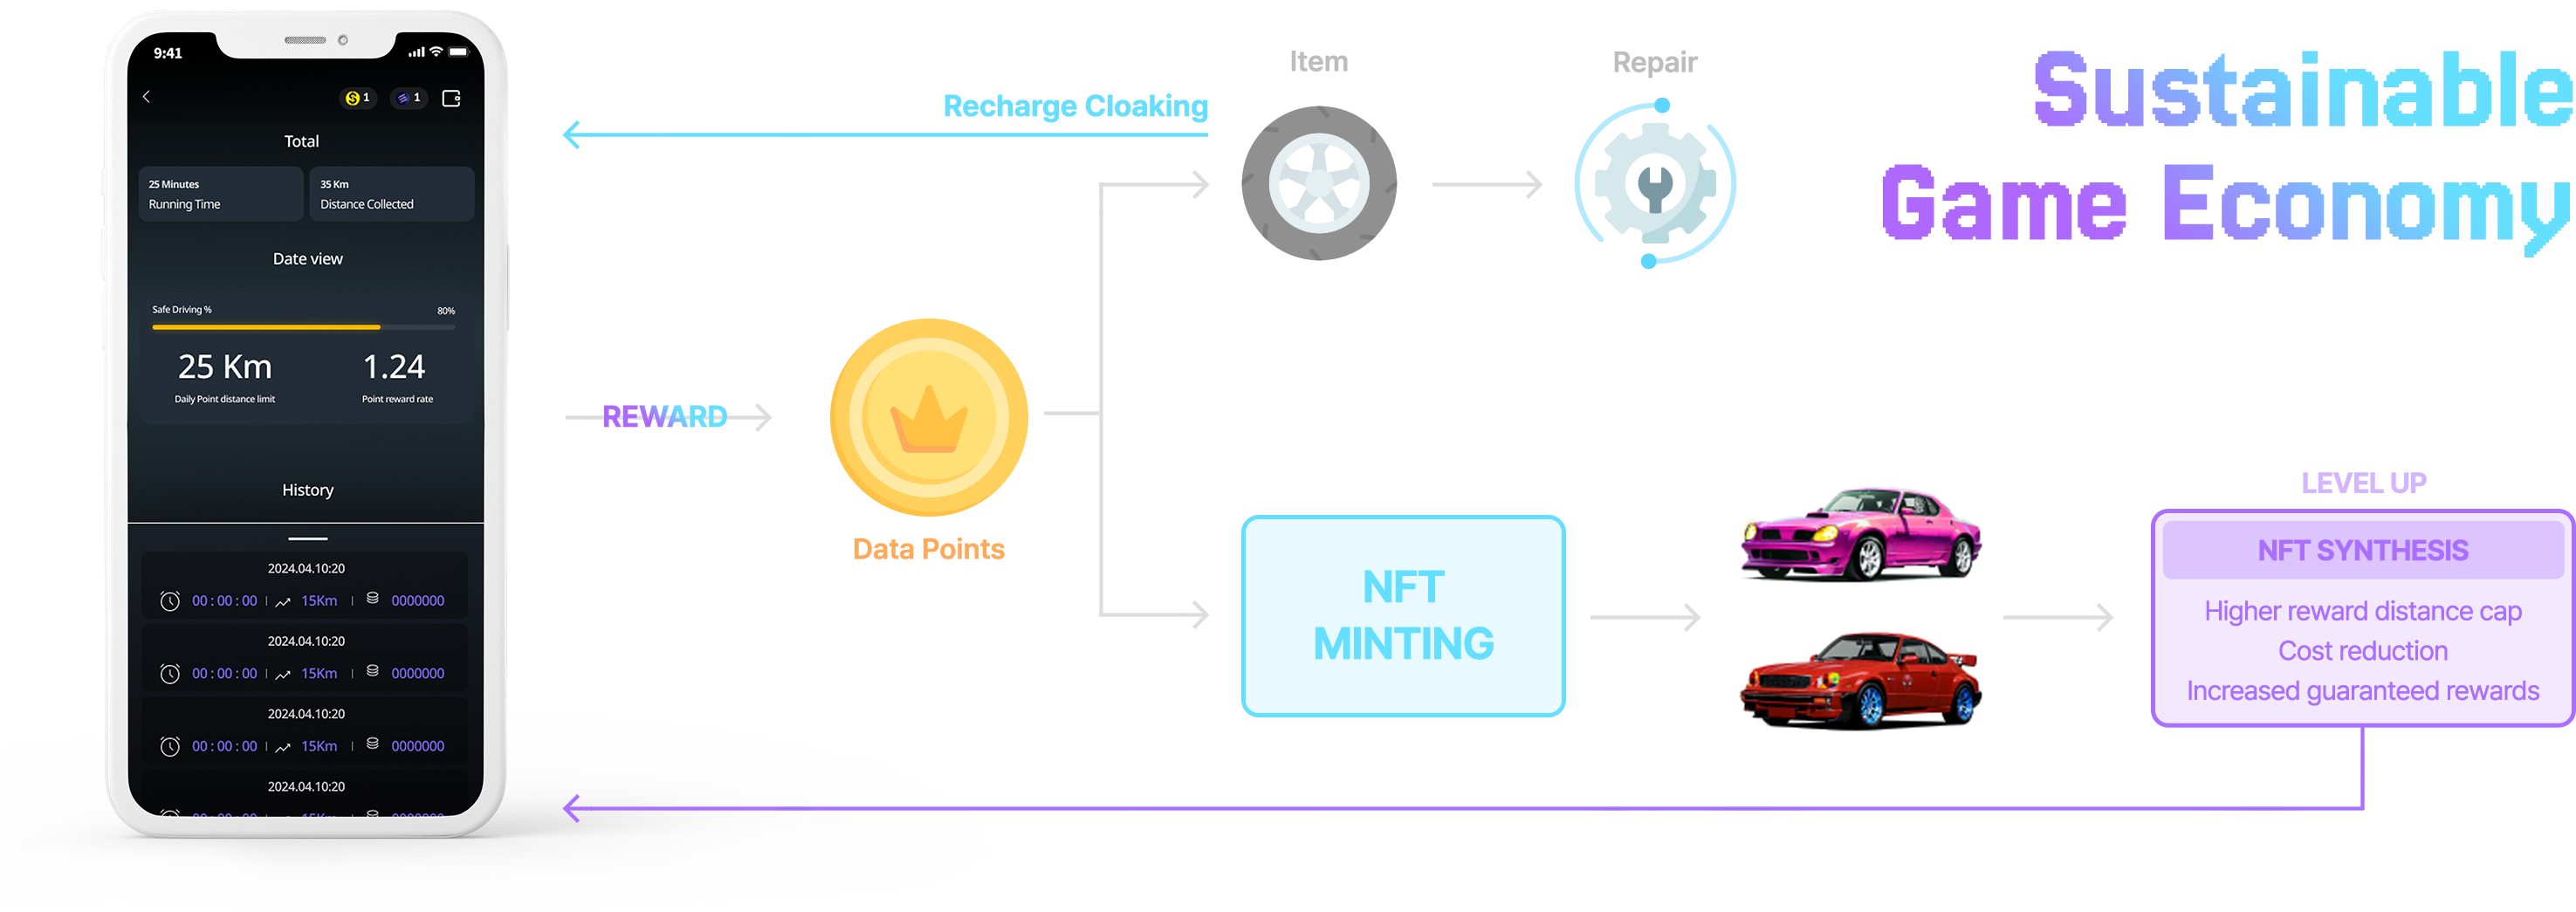 9:41
1
1
Total
25 Minutes
Running Time
35 Km
Distance Collected
Date view
Safe Driving %
80%
25 Km
Daily Point distance limit
1.24
Point reward rate
History
2024.04.10:20
00 : 00 : 00 | 15Km | 0000000
2024.04.10:20
00 : 00 : 00 | 15Km | 0000000
2024.04.10:20
00 : 00 : 00 | 15Km | 0000000
2024.04.10:20
Recharge Cloaking
REWARD
Data Points
Item
Repair
Sustainable
Game Economy
NFT
MINTING
LEVEL UP
NFT SYNTHESIS
Higher reward distance cap
Cost reduction
Increased guaranteed rewards